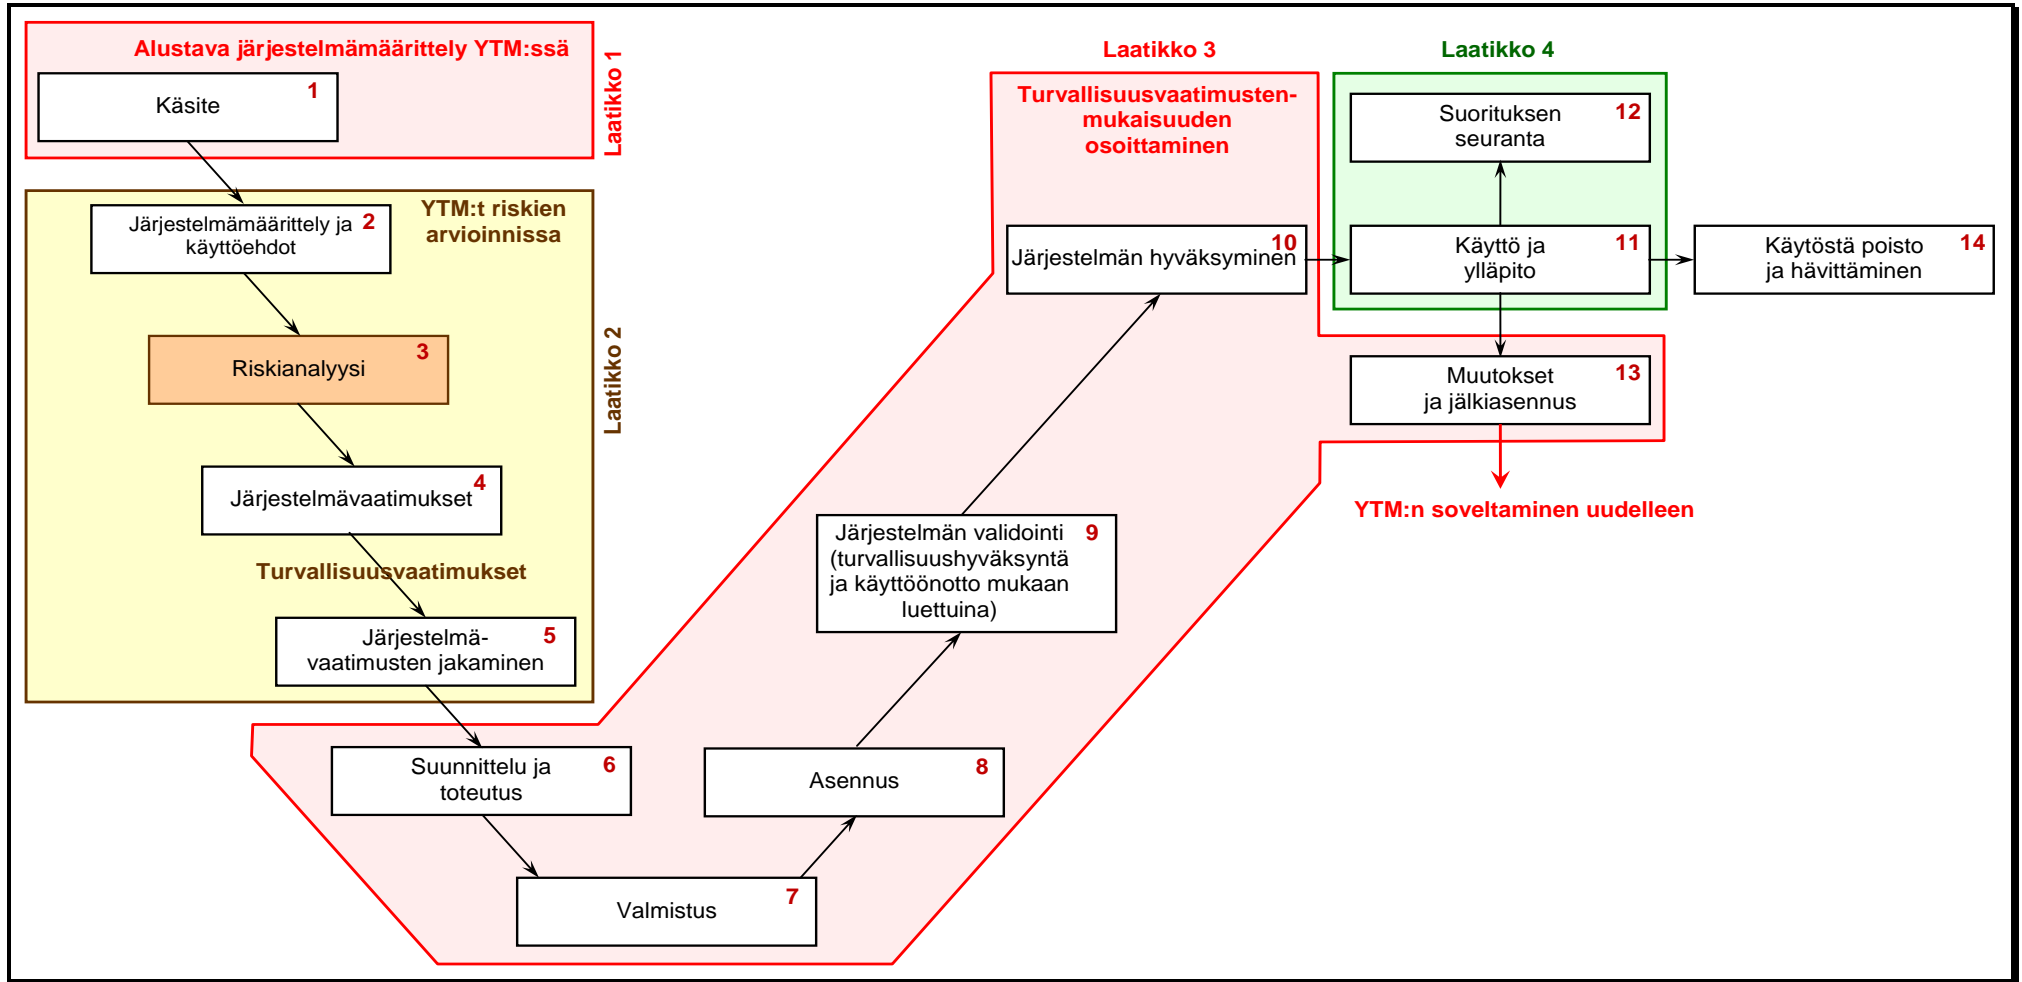 Alustava järjestelmämäärittely YTM:ssä
Laatikko 1
1
Käsite
YTM:t riskien
arvioinnissa
Laatikko 2
Järjestelmämäärittely ja
käyttöehdot
2
Riskianalyysi
3
Järjestelmävaatimukset
4
Turvallisuusvaatimukset
Järjestelmä-
vaatimusten jakaminen
5
Suunnittelu ja
toteutus
6
Valmistus
7
Asennus
8
Järjestelmän validointi
(turvallisuushyväksyntä
ja käyttöönotto mukaan
luettuina)
9
Laatikko 3
Turvallisuusvaatimusten-
mukaisuuden
osoittaminen
Järjestelmän hyväksyminen
10
Laatikko 4
Suorituksen
seuranta
12
Käyttö ja
ylläpito
11
Käytöstä poisto
ja hävittäminen
14
Muutokset
ja jälkiasennus
13
YTM:n soveltaminen uudelleen